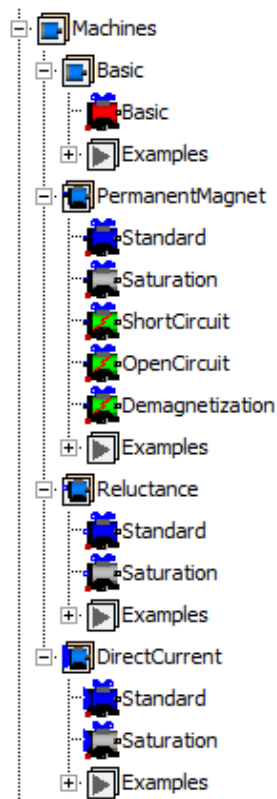 Machines
Basic
Basic
Examples
PermanentMagnet
Standard
Saturation
ShortCircuit
OpenCircuit
Demagnetization
Examples
Reluctance
Standard
Saturation
Examples
DirectCurrent
Standard
Saturation
Examples